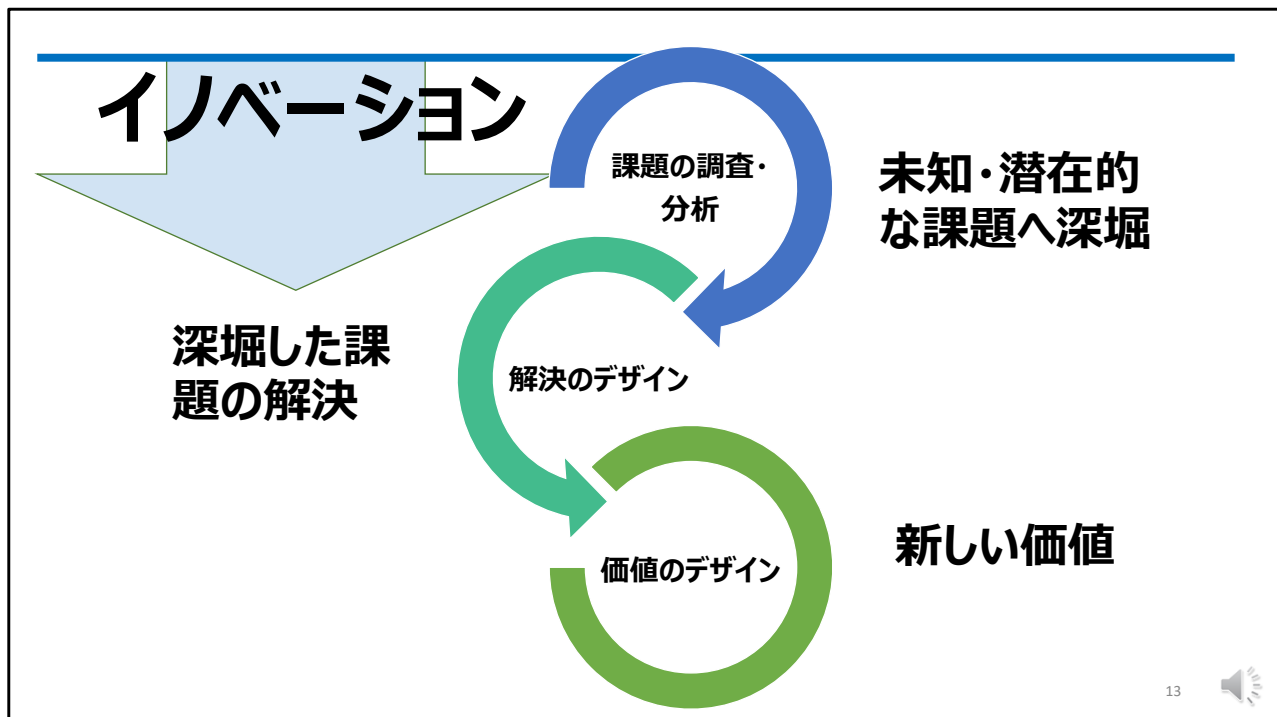 イノベーション
課題の調査・
分析
未知・潜在的
な課題へ深堀
深堀した課
題の解決
解決のデザイン
価値のデザイン
新しい価値
13